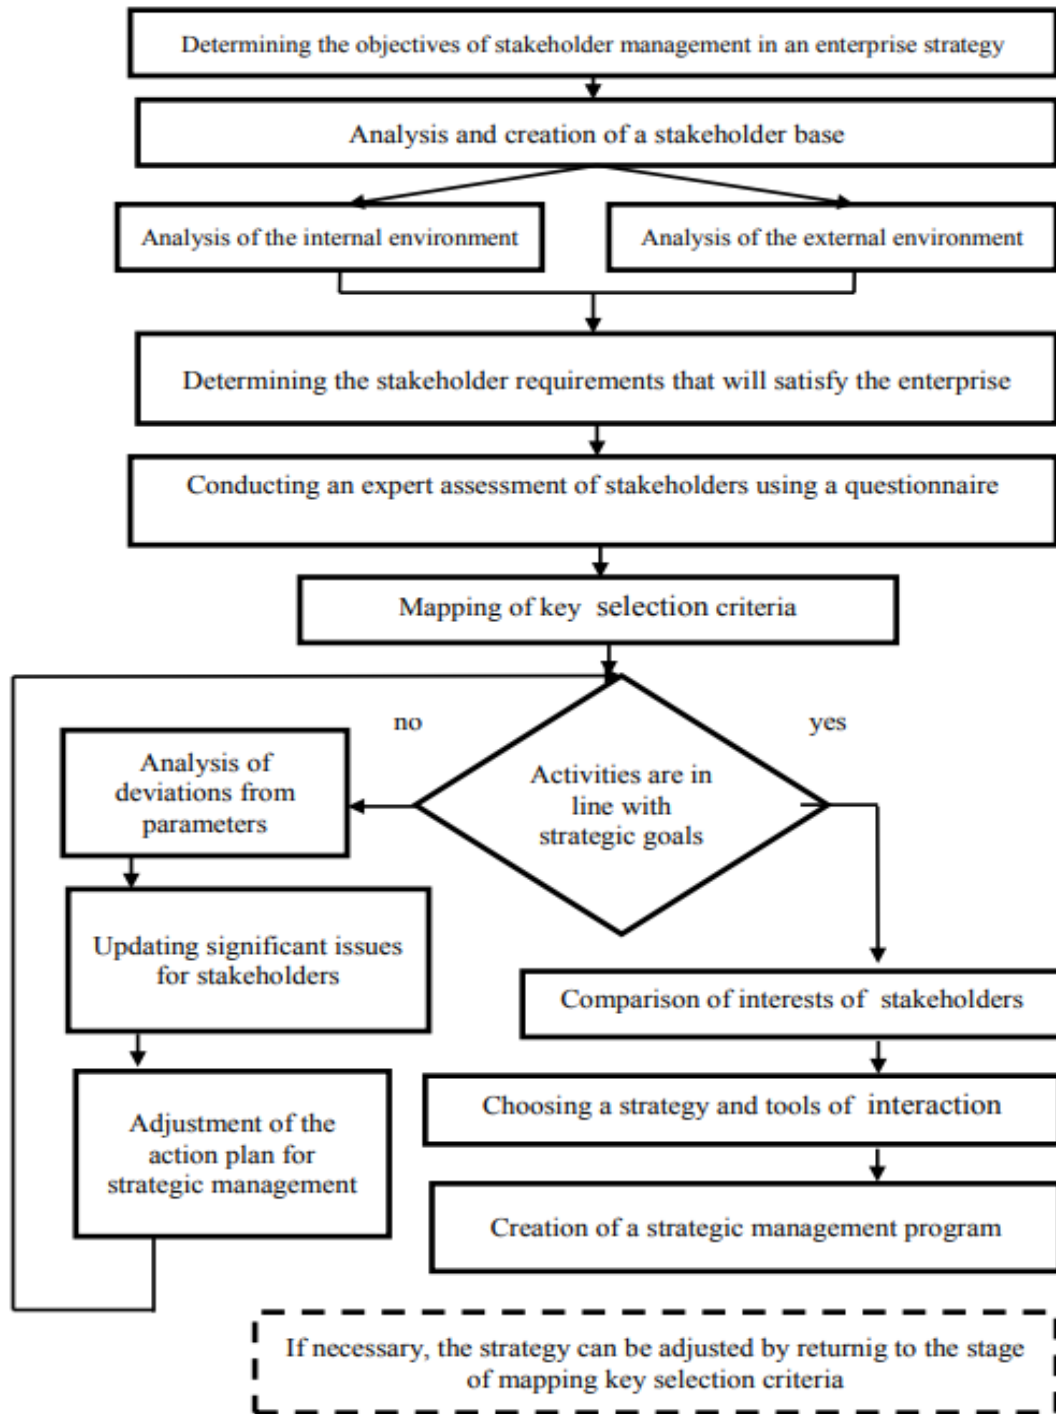 Determining the objectives of stakeholder management in an enterprise strategy
Analysis and creation of a stakeholder base
Analysis of the internal environment
Analysis of the external environment
Determining the stakeholder requirements that will satisfy the enterprise
Conducting an expert assessment of stakeholders using a questionnaire
Mapping of key selection criteria
no
yes
Activities are in
line with
strategic goals
Analysis of
deviations from
parameters
Updating significant issues
for stakeholders
Adjustment of the
action plan for
strategic management
Comparison of interests of stakeholders
Choosing a strategy and tools of interaction
Creation of a strategic management program
If necessary, the strategy can be adjusted by returnig to the stage
of mapping key selection criteria